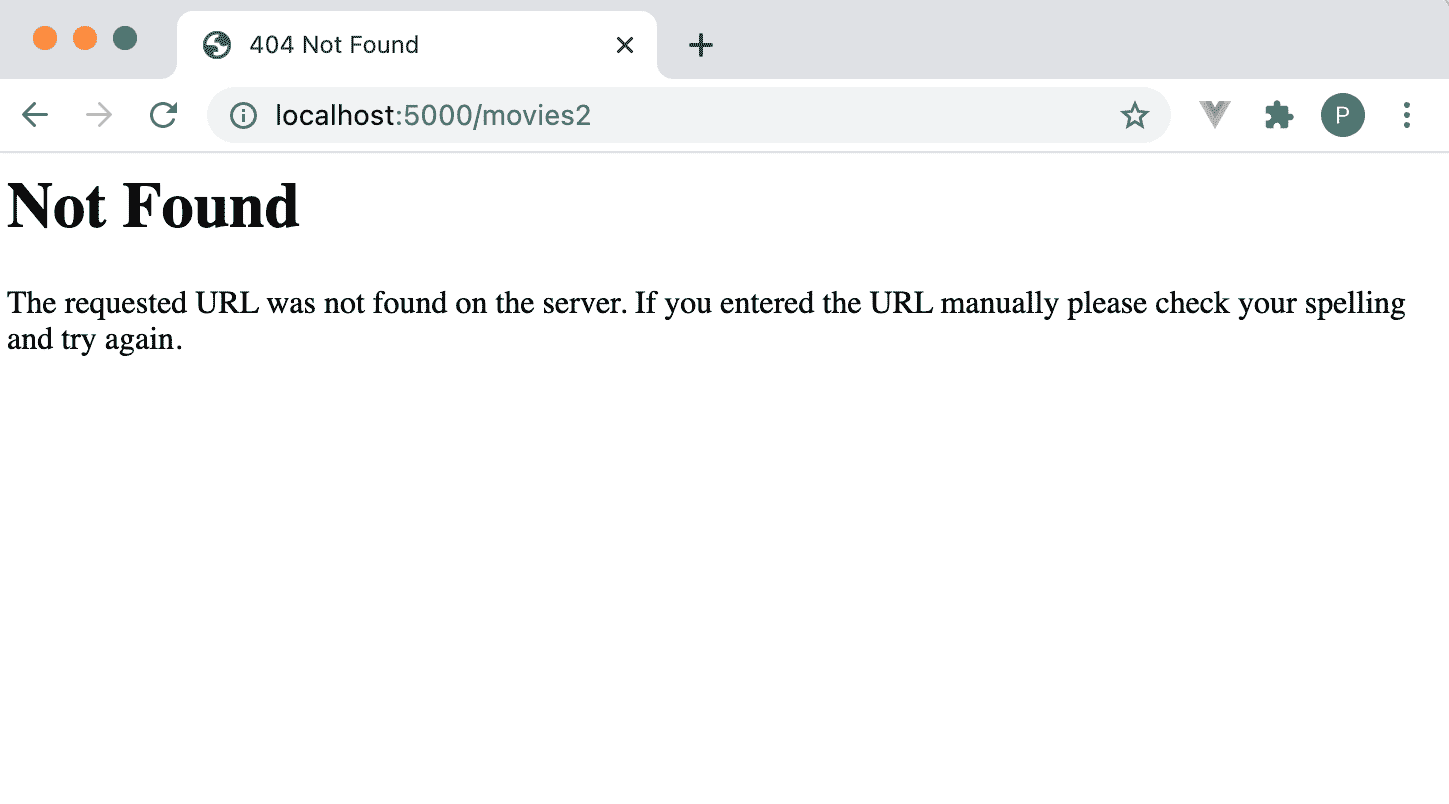 404 Not Found
localhost:5000/movies2
P
Not Found
The requested URL was not found on the server. If you entered the URL manually please check your spelling
and try again.